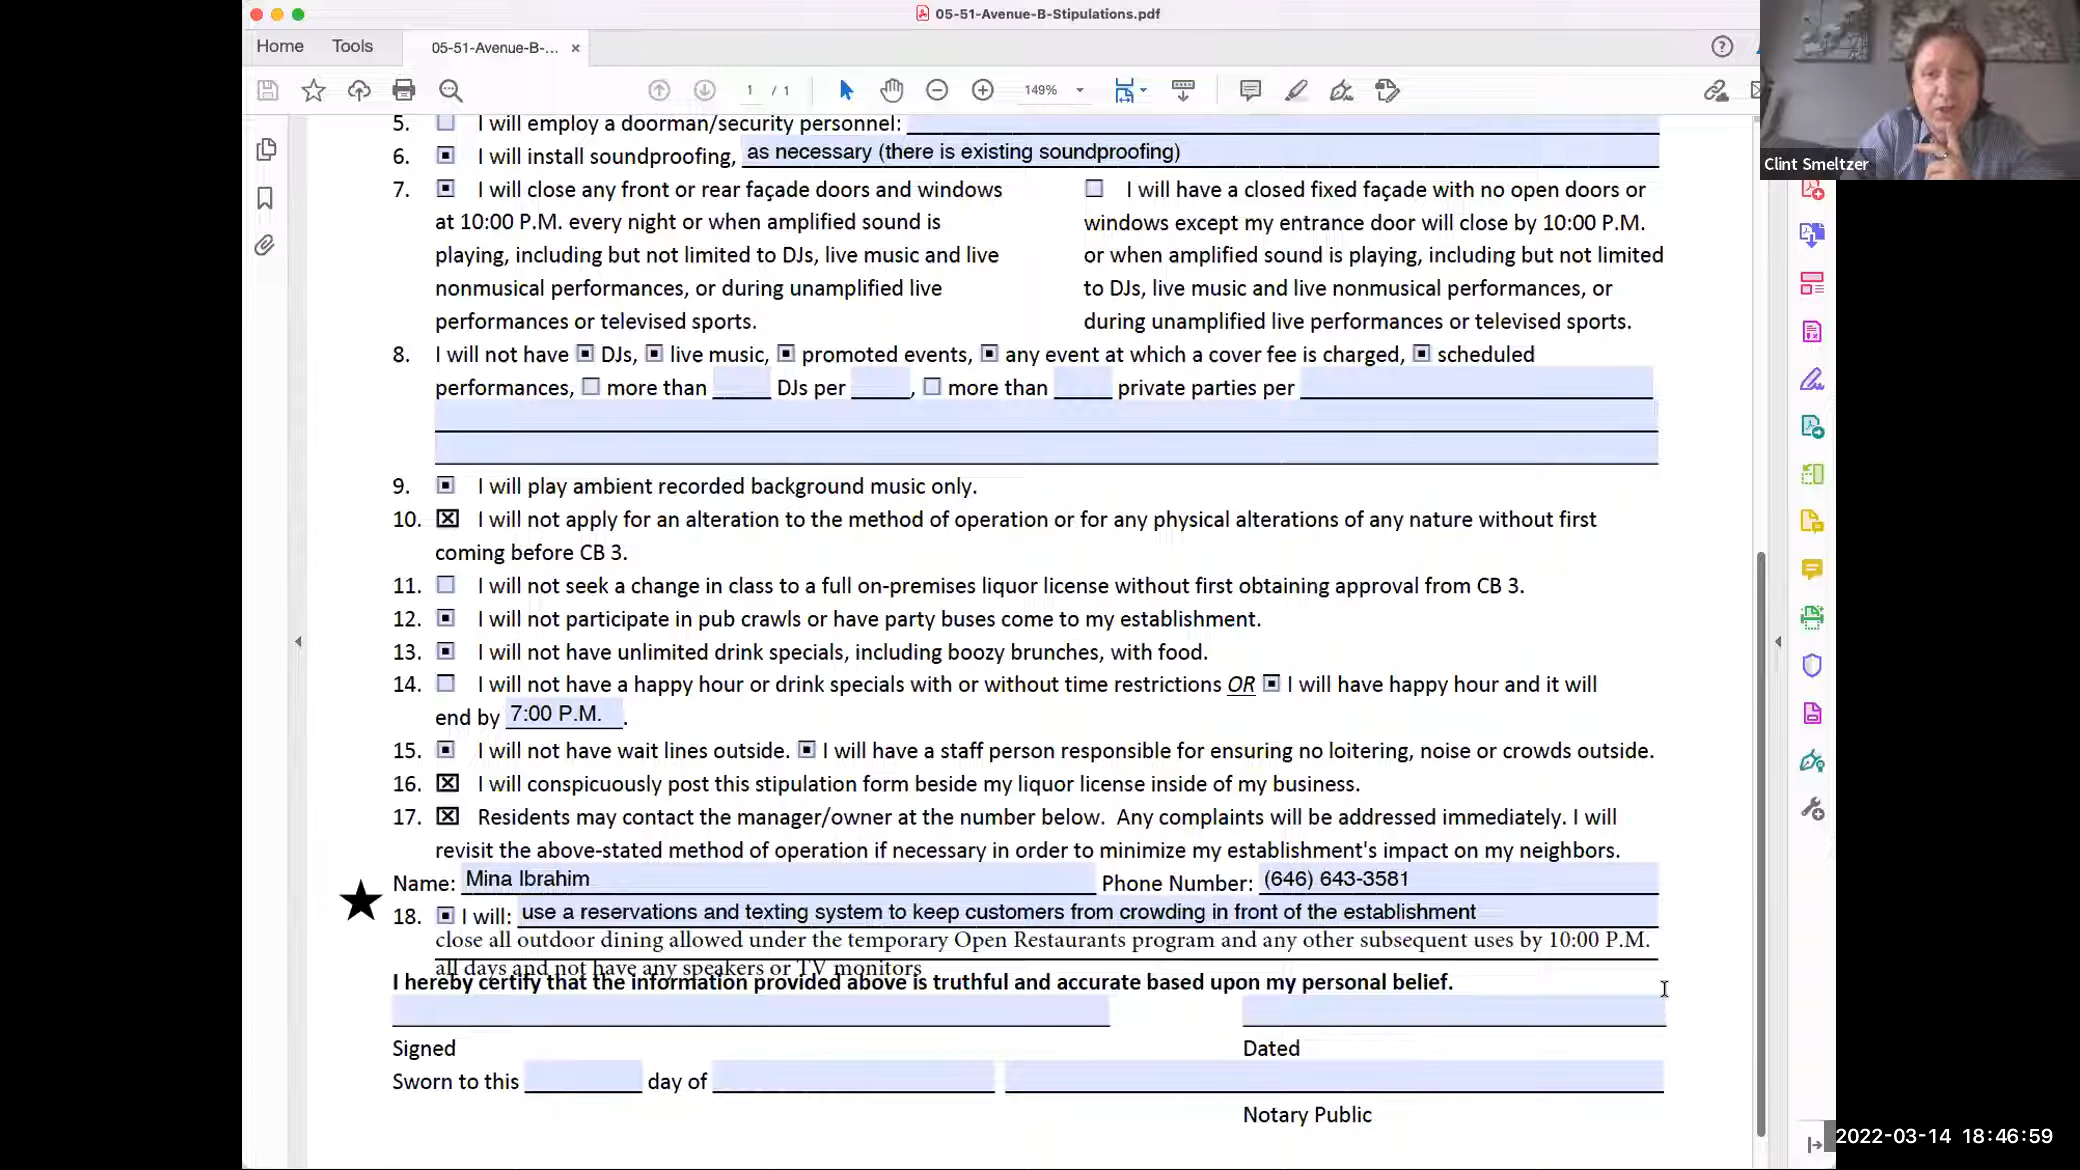 05-51-Avenue-B-Stipulations.pdf
Home Tools 05-51-Avenue-B-... ×
1 / 1 149%
Clint Smeltzer
5. I will employ a doorman/security personnel:
6. I will install soundproofing, as necessary (there is existing soundproofing)
7. I will close any front or rear façade doors and windows
at 10:00 P.M. every night or when amplified sound is
playing, including but not limited to DJs, live music and live
nonmusical performances, or during unamplified live
performances or televised sports.
I will have a closed fixed façade with no open doors or
windows except my entrance door will close by 10:00 P.M.
or when amplified sound is playing, including but not limited
to DJs, live music and live nonmusical performances, or
during unamplified live performances or televised sports.
8. I will not have DJs, live music, promoted events, any event at which a cover fee is charged, scheduled
performances, more than DJs per , more than private parties per
9. I will play ambient recorded background music only.
10. I will not apply for an alteration to the method of operation or for any physical alterations of any nature without first
coming before CB 3.
11. I will not seek a change in class to a full on-premises liquor license without first obtaining approval from CB 3.
12. I will not participate in pub crawls or have party buses come to my establishment.
13. I will not have unlimited drink specials, including boozy brunches, with food.
14. I will not have a happy hour or drink specials with or without time restrictions OR I will have happy hour and it will
end by 7:00 P.M. .
15. I will not have wait lines outside. I will have a staff person responsible for ensuring no loitering, noise or crowds outside.
16. I will conspicuously post this stipulation form beside my liquor license inside of my business.
17. Residents may contact the manager/owner at the number below. Any complaints will be addressed immediately. I will
revisit the above-stated method of operation if necessary in order to minimize my establishment's impact on my neighbors.
Name: Mina Ibrahim Phone Number: (646) 643-3581
18. I will: use a reservations and texting system to keep customers from crowding in front of the establishment
close all outdoor dining allowed under the temporary Open Restaurants program and any other subsequent uses by 10:00 P.M.
all days and not have any speakers or TV monitors
I hereby certify that the information provided above is truthful and accurate based upon my personal belief.
Signed Dated
Sworn to this day of
Notary Public
2022-03-14 18:46:59